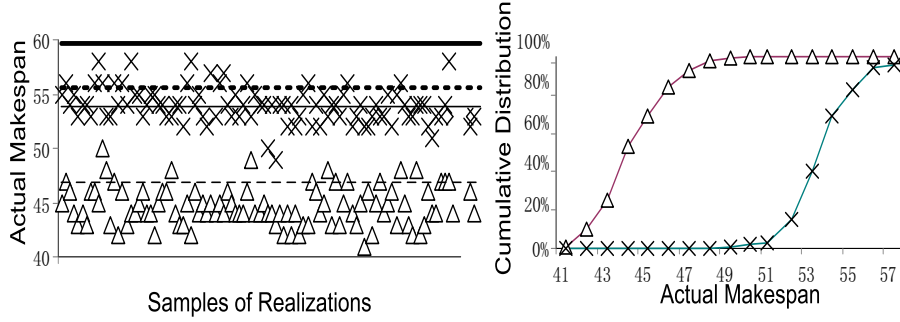 Actual Makespan
60
55
50
45
40
Samples of Realizations
Cumulative Distribution
100%
80%
60%
40%
20%
0%
41 43 45 47 49 51 53 55 57
Actual Makespan